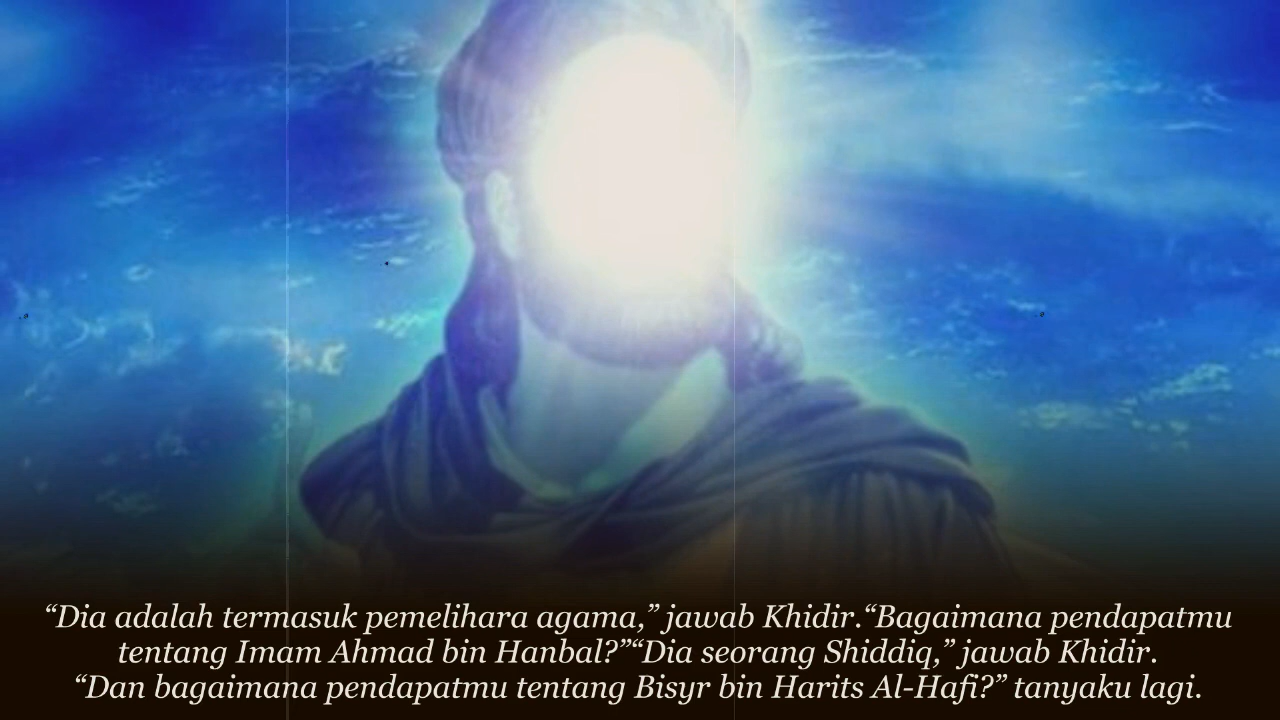 “Dia adalah termasuk pemelihara agama,” jawab Khidir.“Bagaimana pendapatmu
tentang Imam Ahmad bin Hanbal?”“Dia seorang Shiddiq,” jawab Khidir.
“Dan bagaimana pendapatmu tentang Bisyr bin Harits Al-Hafi?” tanyaku lagi.